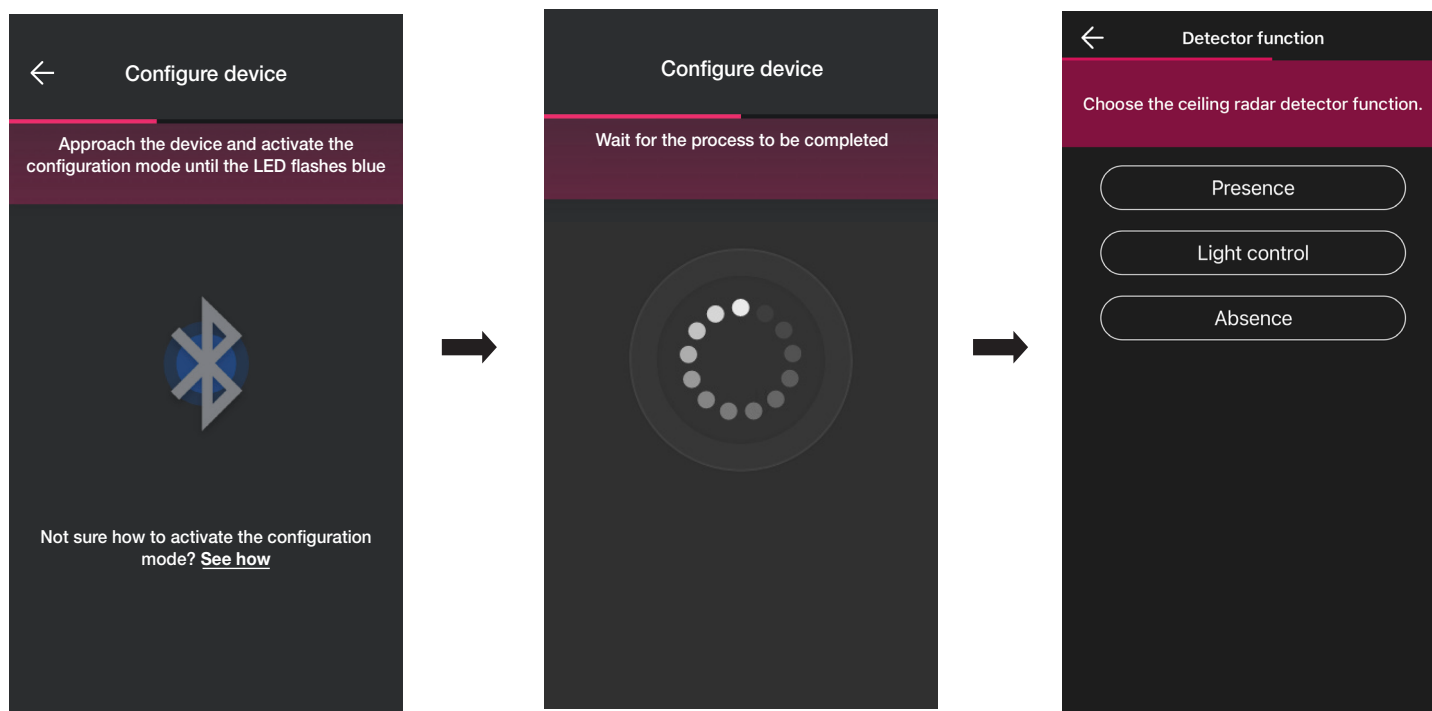 Configure device
Approach the device and activate the
configuration mode until the LED flashes blue
Not sure how to activate the configuration
mode? See how
Configure device
Wait for the process to be completed
Detector function
Choose the ceiling radar detector function.
Presence
Light control
Absence